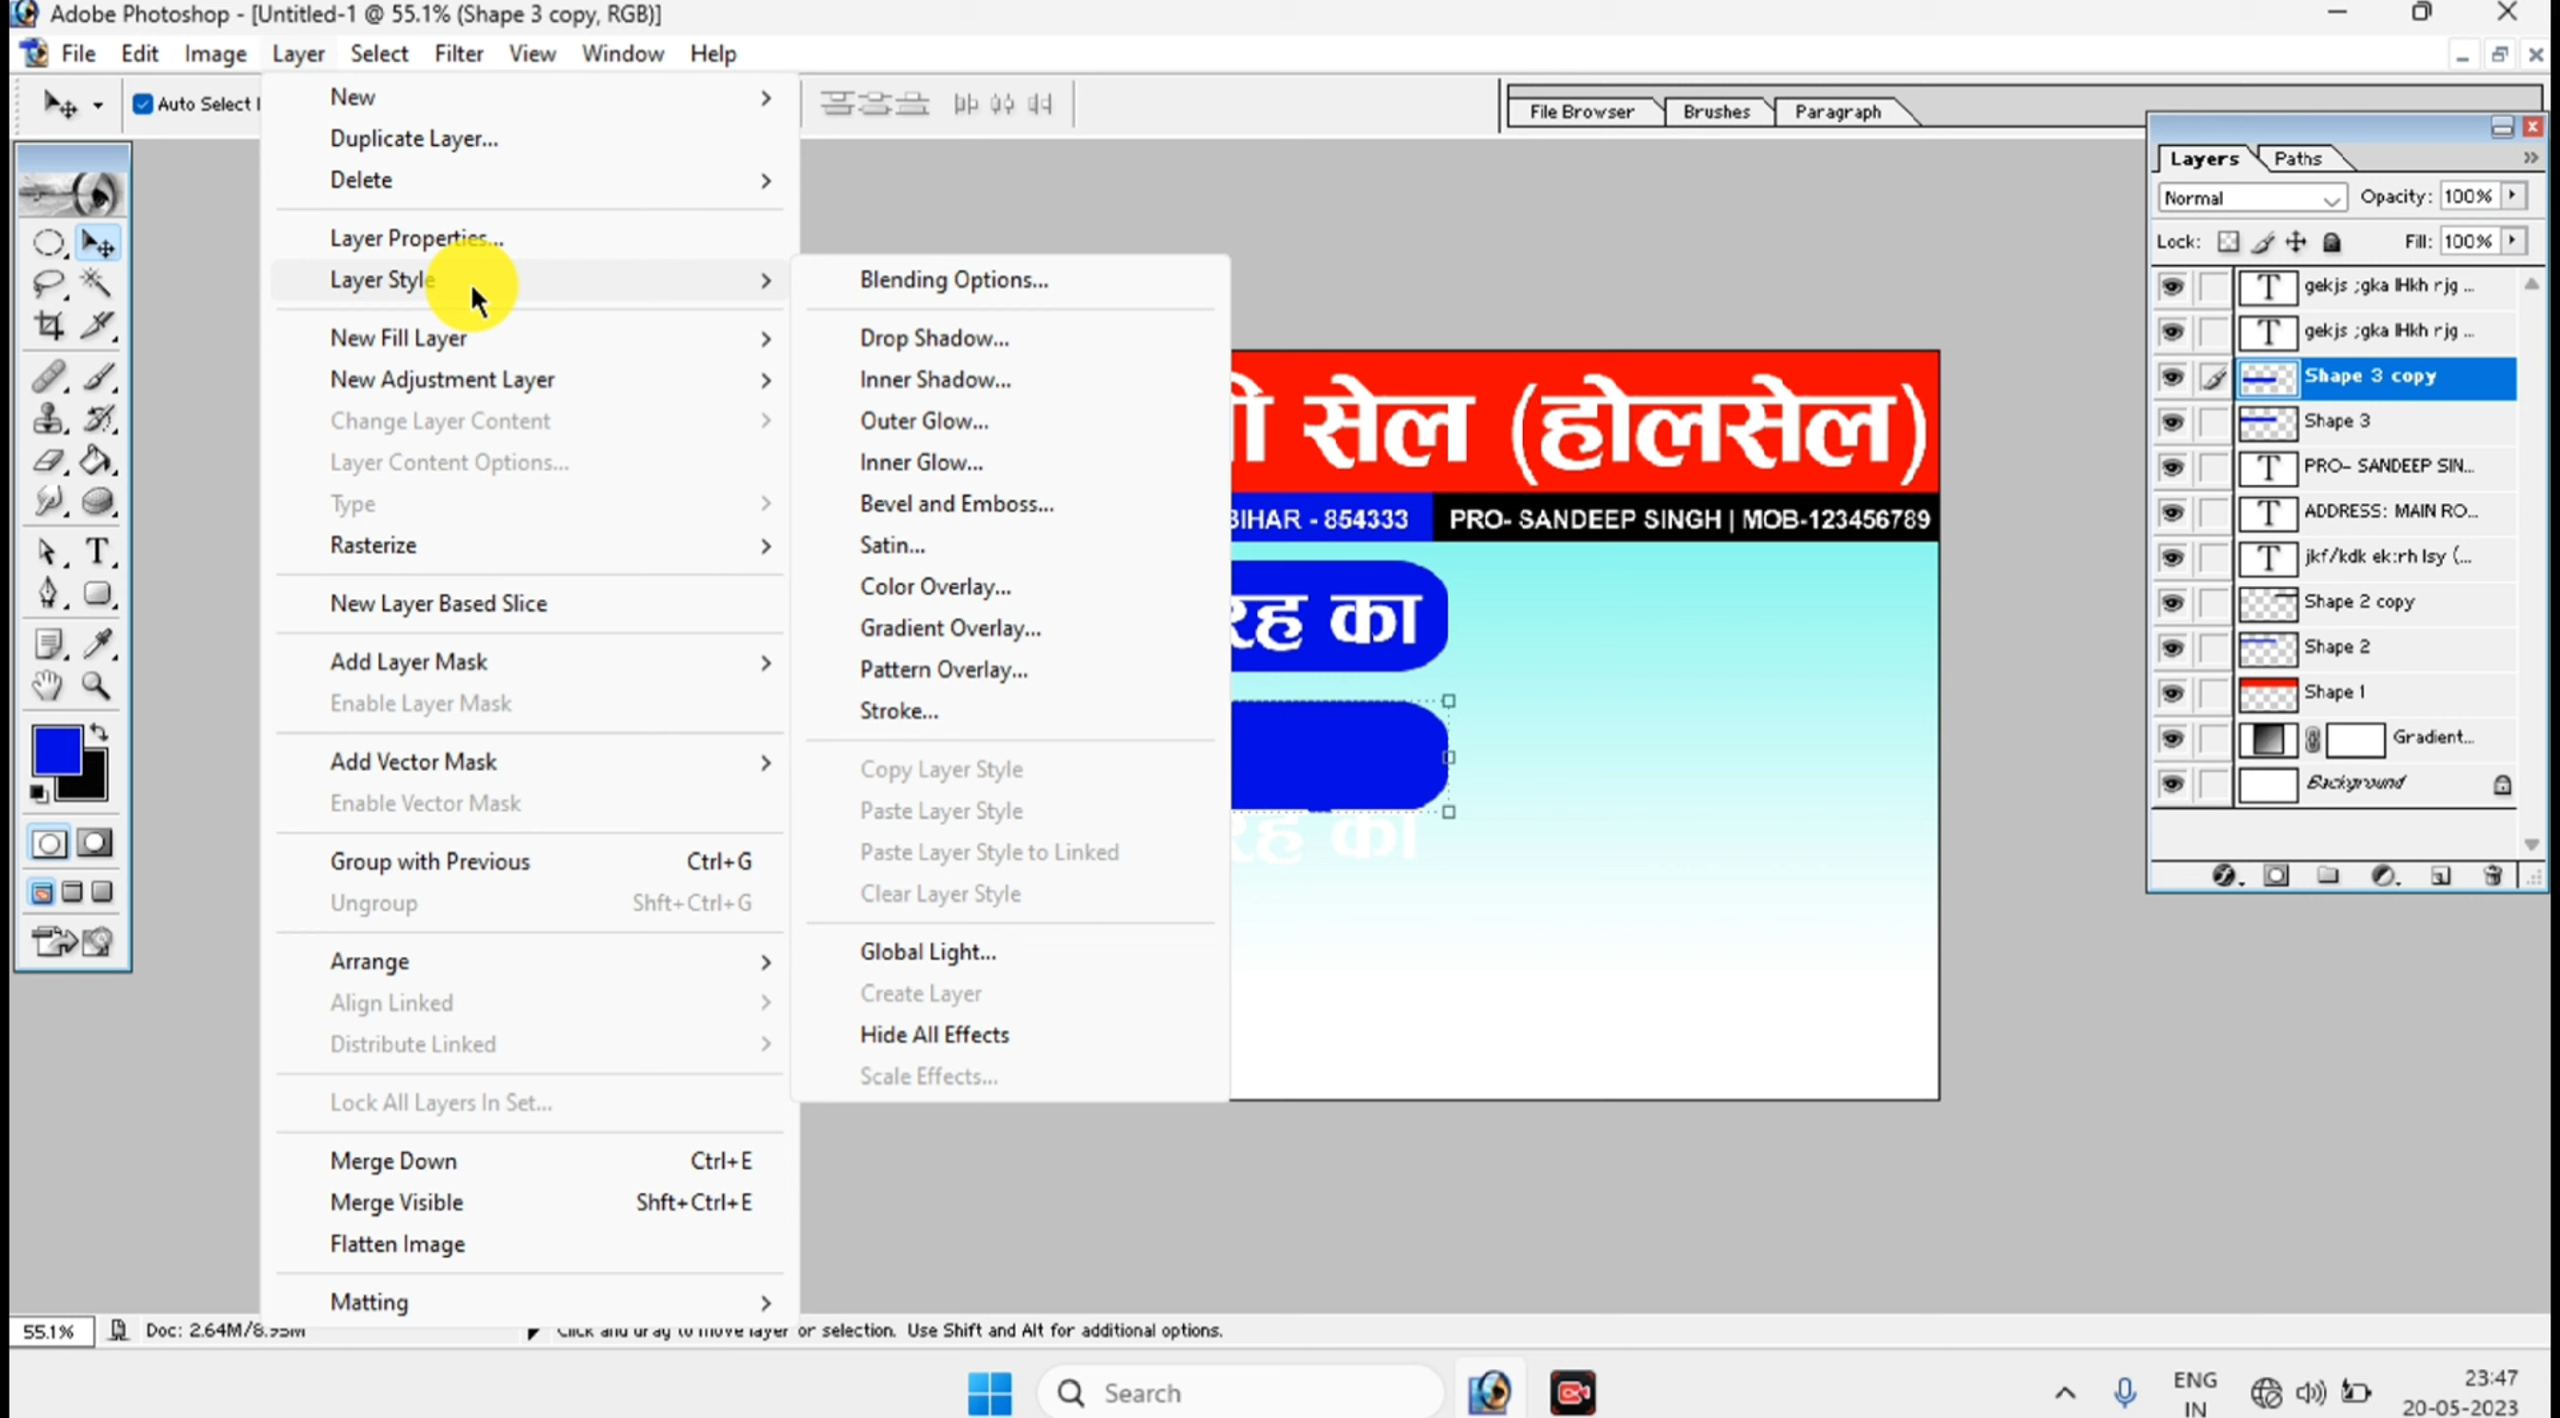 Adobe Photoshop - [Untitled-1 @ 55.1% (Shape 3 copy, RGB)]
File Edit Image Layer Select Filter View Window Help
Auto Select
File Browser Brushes Paragraph
New
Duplicate Layer...
Delete
Layer Properties...
Layer Style
New Fill Layer
New Adjustment Layer
Change Layer Content
Layer Content Options...
Type
Rasterize
New Layer Based Slice
Add Layer Mask
Enable Layer Mask
Add Vector Mask
Enable Vector Mask
Group with Previous Ctrl+G
Ungroup Shft+Ctrl+G
Arrange
Align Linked
Distribute Linked
Lock All Layers In Set...
Merge Down Ctrl+E
Merge Visible Shft+Ctrl+E
Flatten Image
Matting
Blending Options...
Drop Shadow...
Inner Shadow...
Outer Glow...
Inner Glow...
Bevel and Emboss...
Satin...
Color Overlay...
Gradient Overlay...
Pattern Overlay...
Stroke...
Copy Layer Style
Paste Layer Style
Paste Layer Style to Linked
Clear Layer Style
Global Light...
Create Layer
Hide All Effects
Scale Effects...
सेल (होलसेल)
BIHAR - 854333 PRO- SANDEEP SINGH | MOB-123456789
का
का
Layers Paths
Normal Opacity: 100%
Lock: Fill: 100%
T gekjs ;gka lHkh rjg ...
T gekjs ;gka lHkh rjg ...
Shape 3 copy
Shape 3
T PRO- SANDEEP SIN...
T ADDRESS: MAIN RO...
T jkf/kdk ek:rh lsy (...
Shape 2 copy
Shape 2
Shape 1
Gradient...
Background
55.1% Doc: 2.64M/8.95M Click and drag to move layer or selection. Use Shift and Alt for additional options.
Search
ENG
IN
23:47
20-05-2023